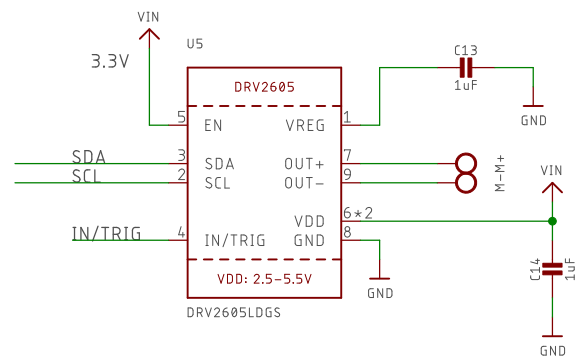 VIN
U5
3.3V
C13
1uF
DRV2605
GND
5 EN VREG 1
SDA 3 SDA OUT+ 7
SCL 2 SCL OUT- 9
M-M+
VIN
VDD 6*2
IN/TRIG 4 IN/TRIG GND 8
C14
1uF
VDD: 2.5-5.5V
GND
DRV2605LDGS
GND